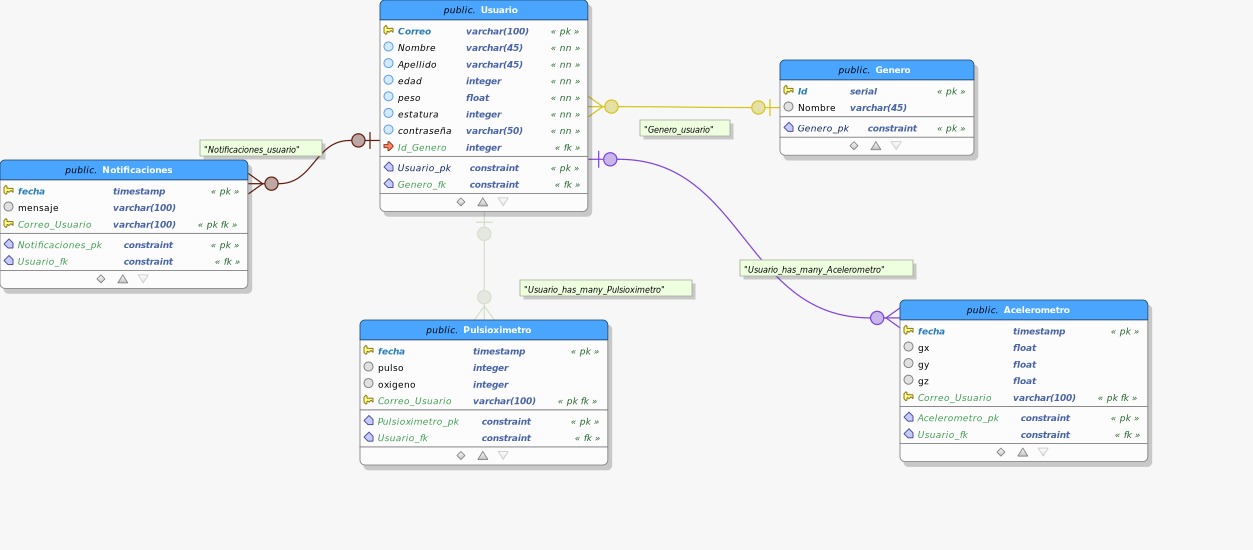 public. Usuario
Correo varchar(100) « pk »
Nombre varchar(45) « nn »
Apellido varchar(45) « nn »
edad integer « nn »
peso float « nn »
estatura integer « nn »
contraseña varchar(50) « nn »
Id_Genero integer « fk »
Usuario_pk constraint « pk »
Genero_fk constraint « fk »
public. Genero
Id serial « pk »
Nombre varchar(45)
Genero_pk constraint « pk »
"Genero_usuario"
"Notificaciones_usuario"
public. Notificaciones
fecha timestamp « pk »
mensaje varchar(100)
Correo_Usuario varchar(100) « pk fk »
Notificaciones_pk constraint « pk »
Usuario_fk constraint « fk »
"Usuario_has_many_Acelerometro"
"Usuario_has_many_Pulsioximetro"
public. Pulsioximetro
fecha timestamp « pk »
pulso integer
oxigeno integer
Correo_Usuario varchar(100) « pk fk »
Pulsioximetro_pk constraint « pk »
Usuario_fk constraint « fk »
public. Acelerometro
fecha timestamp « pk »
gx float
gy float
gz float
Correo_Usuario varchar(100) « pk fk »
Acelerometro_pk constraint « pk »
Usuario_fk constraint « fk »